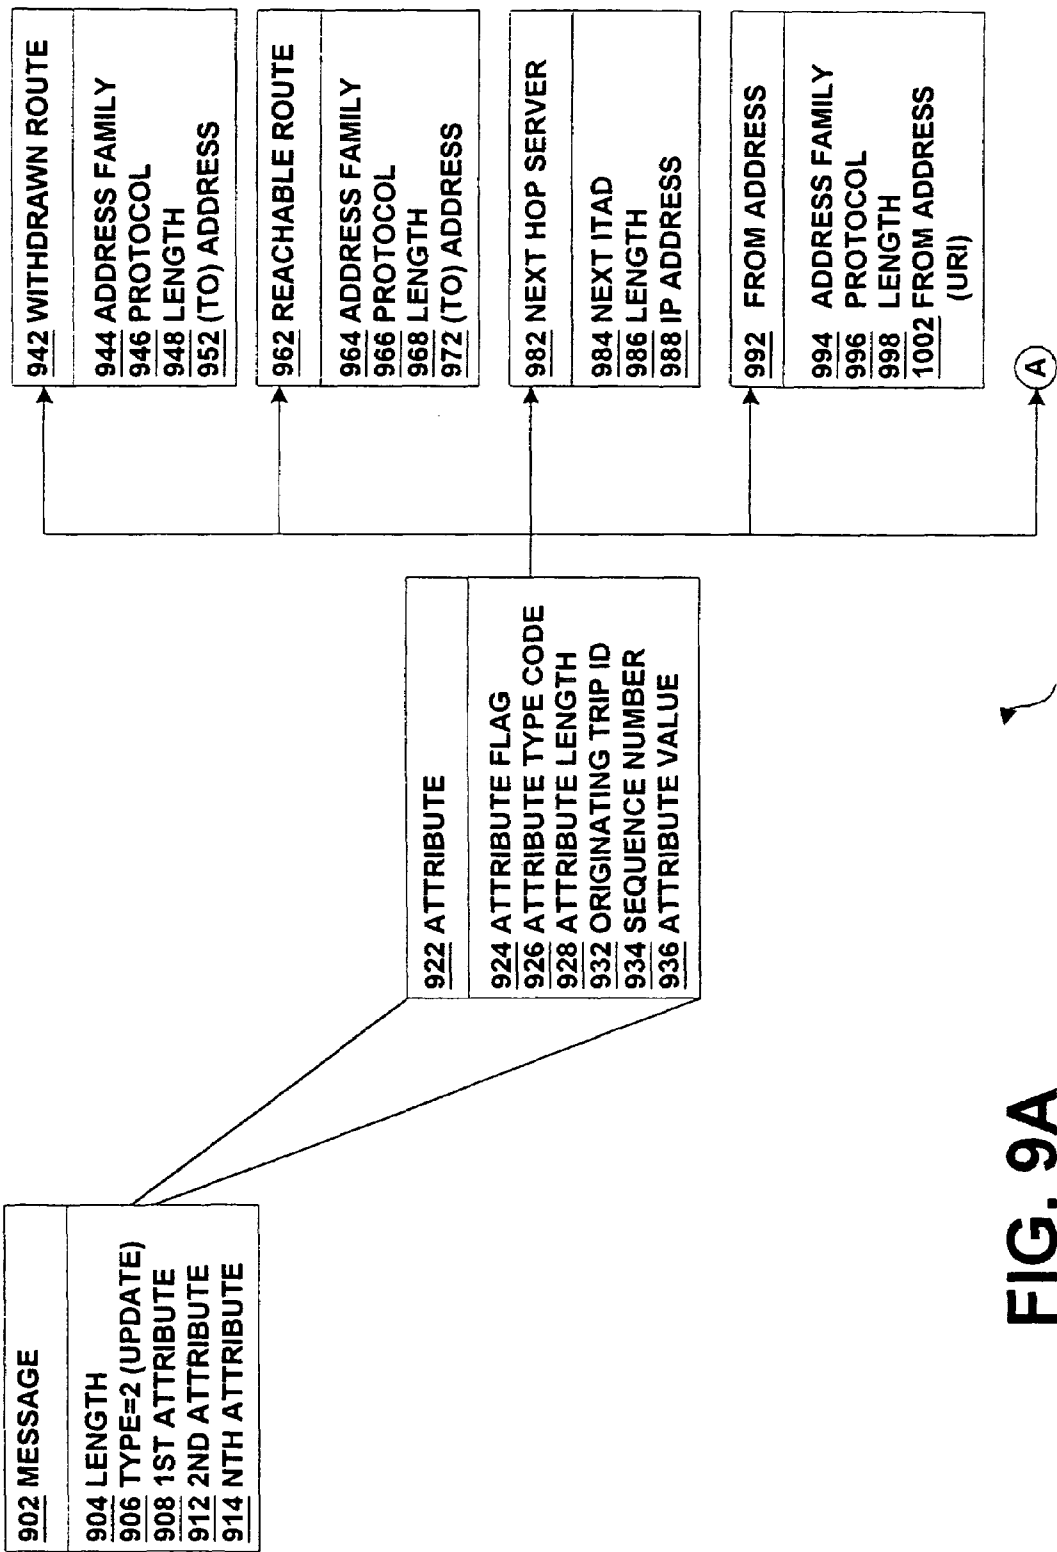 902 MESSAGE
904 LENGTH
906 TYPE=2 (UPDATE)
908 1ST ATTRIBUTE
912 2ND ATTRIBUTE
914 NTH ATTRIBUTE
922 ATTRIBUTE
924 ATTRIBUTE FLAG
926 ATTRIBUTE TYPE CODE
928 ATTRIBUTE LENGTH
932 ORIGINATING TRIP ID
934 SEQUENCE NUMBER
936 ATTRIBUTE VALUE
942 WITHDRAWN ROUTE
944 ADDRESS FAMILY
946 PROTOCOL
948 LENGTH
952 (TO) ADDRESS
962 REACHABLE ROUTE
964 ADDRESS FAMILY
966 PROTOCOL
968 LENGTH
972 (TO) ADDRESS
982 NEXT HOP SERVER
984 NEXT ITAD
986 LENGTH
988 IP ADDRESS
992 FROM ADDRESS
994 ADDRESS FAMILY
996 PROTOCOL
998 LENGTH
1002 FROM ADDRESS
(URI)
A
FIG. 9A